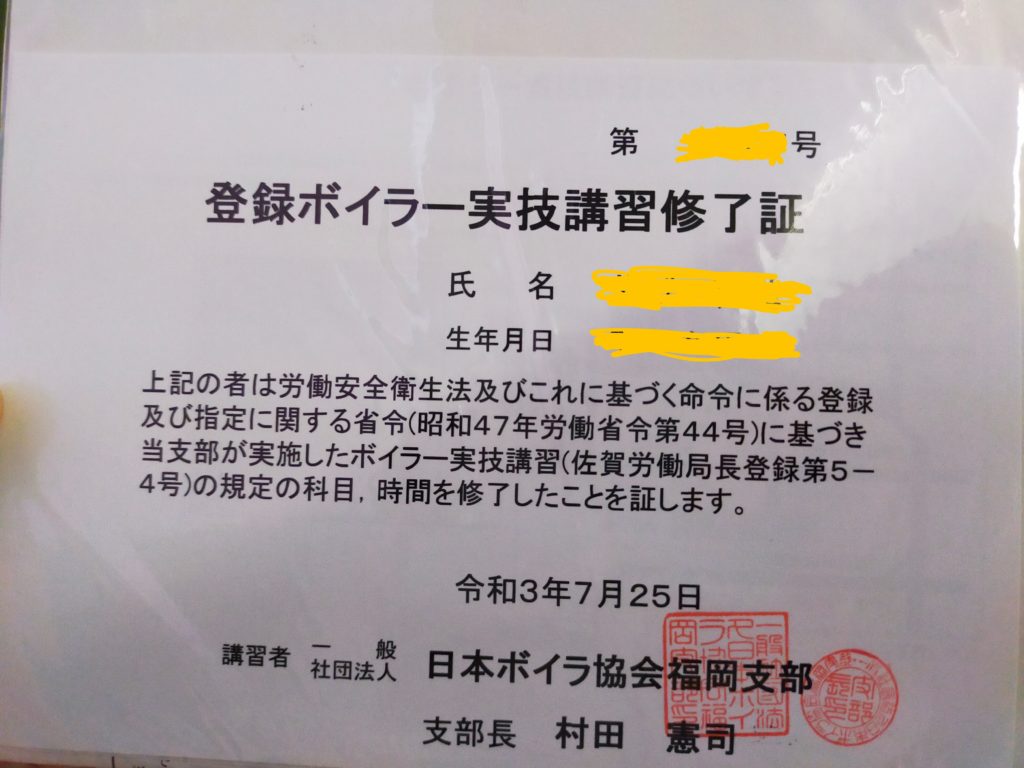 第 号
登録ボイラー実技講習修了証
氏 名
生年月日
上記の者は労働安全衛生法及びこれに基づく命令に係る登録
及び指定に関する省令(昭和47年労働省令第44号)に基づき
当支部が実施したボイラー実技講習(佐賀労働局長登録第5－
4号)の規定の科目，時間を修了したことを証します。
令和3年7月25日
講習者 一般社団法人 日本ボイラ協会福岡支部
支部長 村田 憲司